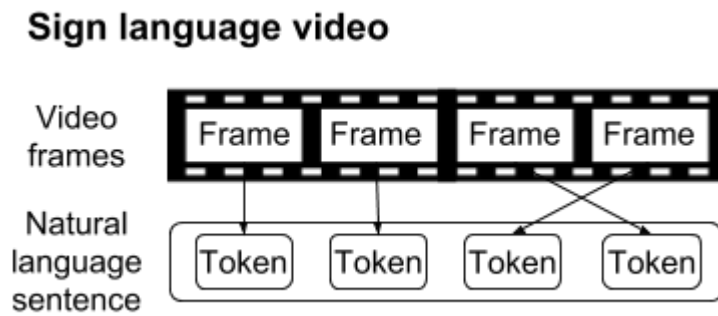 Sign language video
Video
frames
Frame Frame Frame Frame
Natural
language
sentence
Token Token Token Token